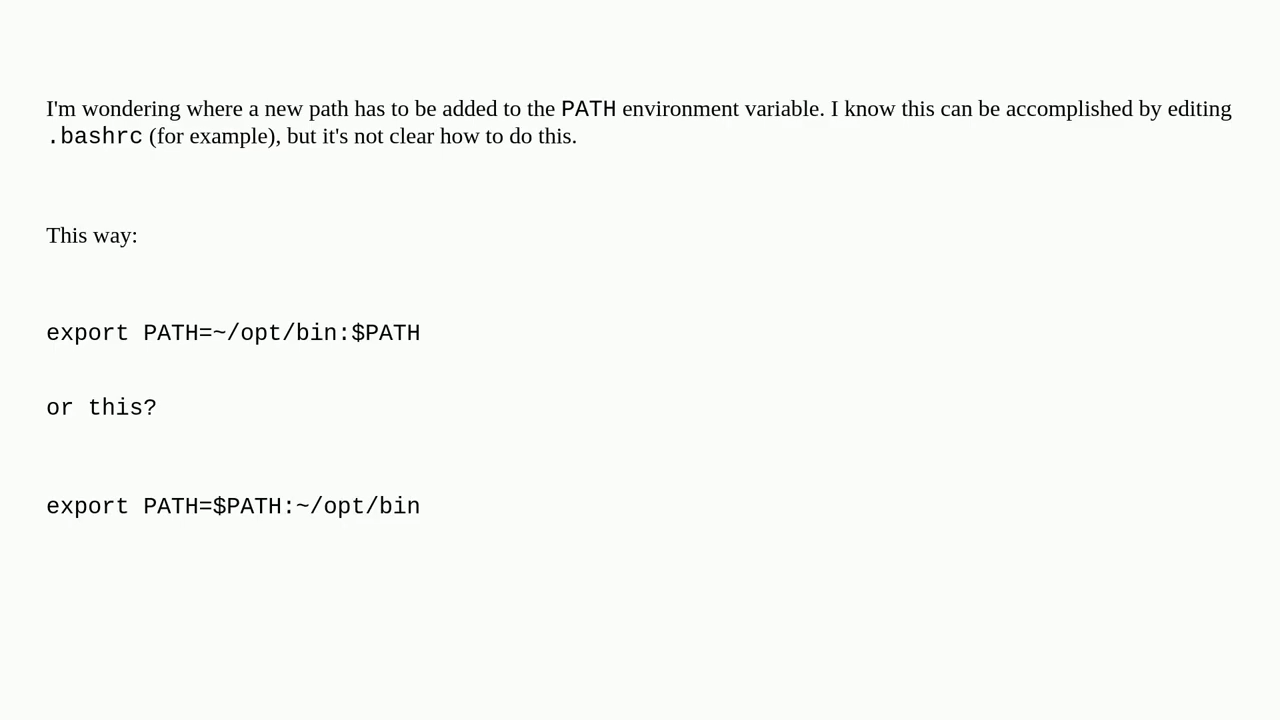 I'm wondering where a new path has to be added to the PATH environment variable. I know this can be accomplished by editing
.bashrc (for example), but it's not clear how to do this.
This way:
export PATH=~/opt/bin:$PATH
or this?
export PATH=$PATH:~/opt/bin